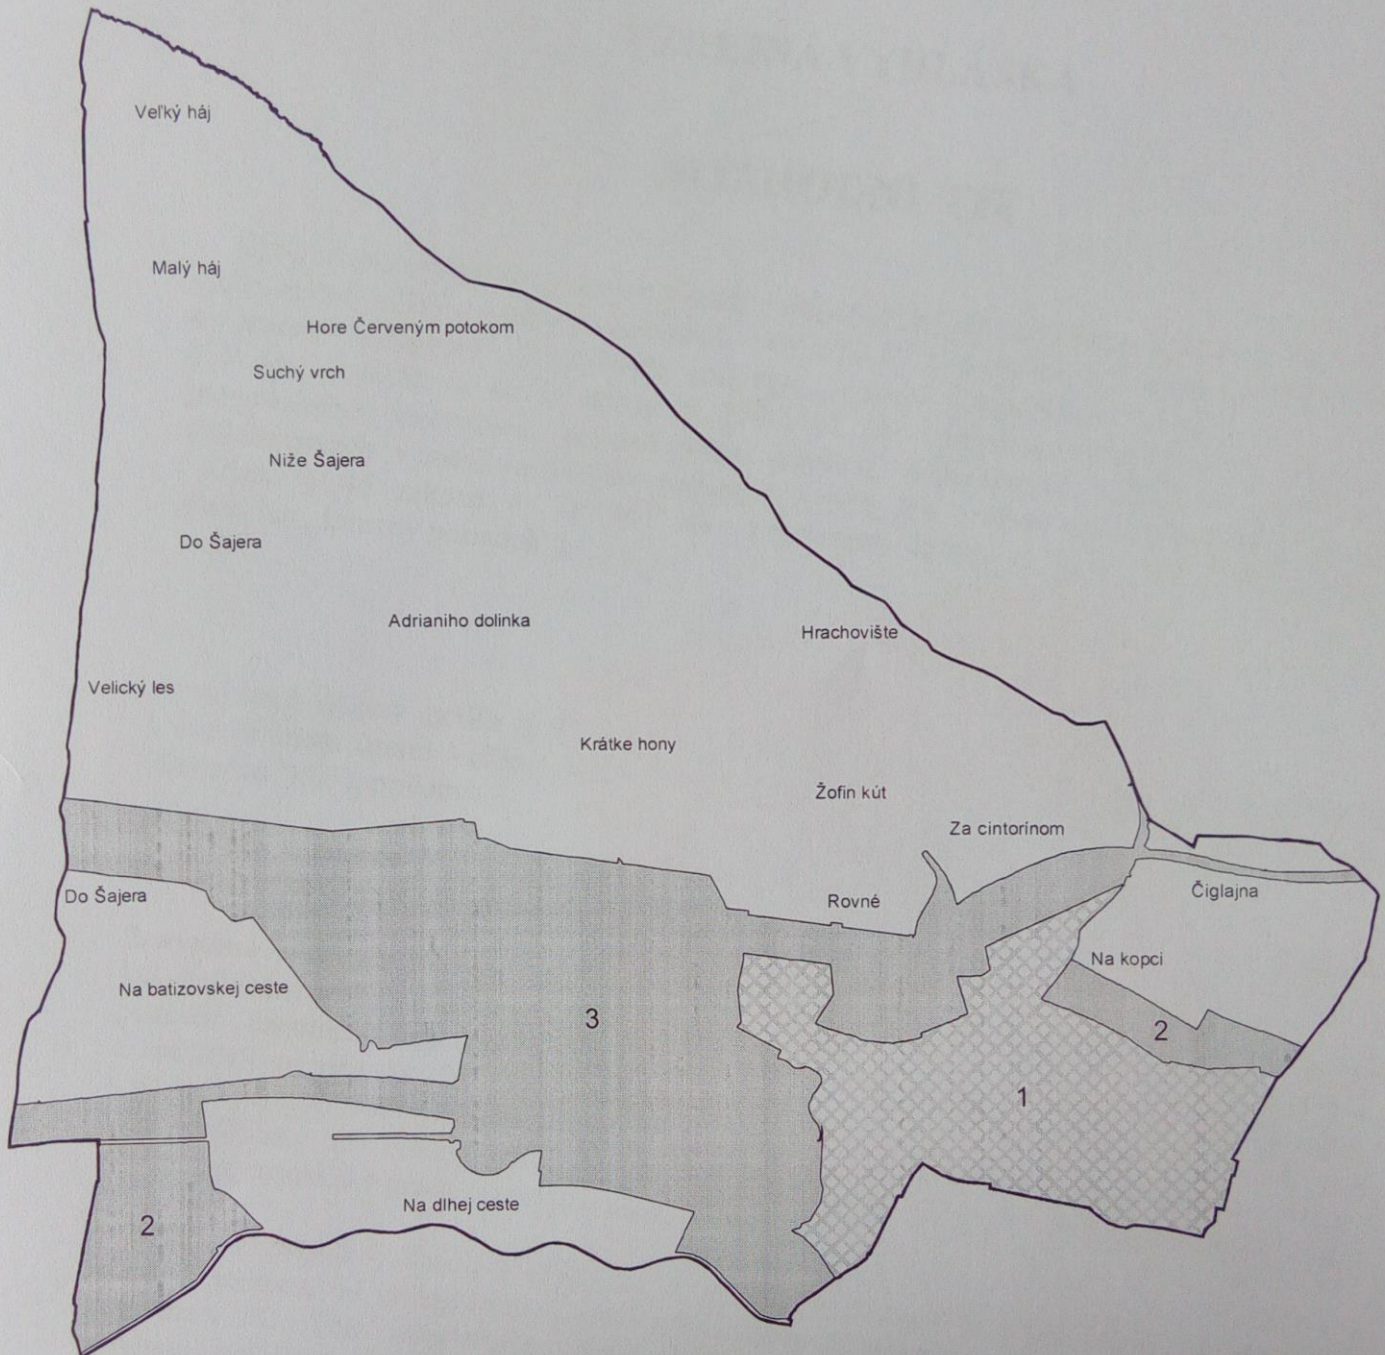 Veľký háj
Malý háj
Hore Červeným potokom
Suchý vrch
Niže Šajera
Do Šajera
Adrianiho dolinka
Hrachovište
Velický les
Krátke hony
Žofin kút
Za cintorínom
Do Šajera
Rovné
Čiglajna
Na kopci
Na batizovskej ceste
3
2
1
Na dlhej ceste
2